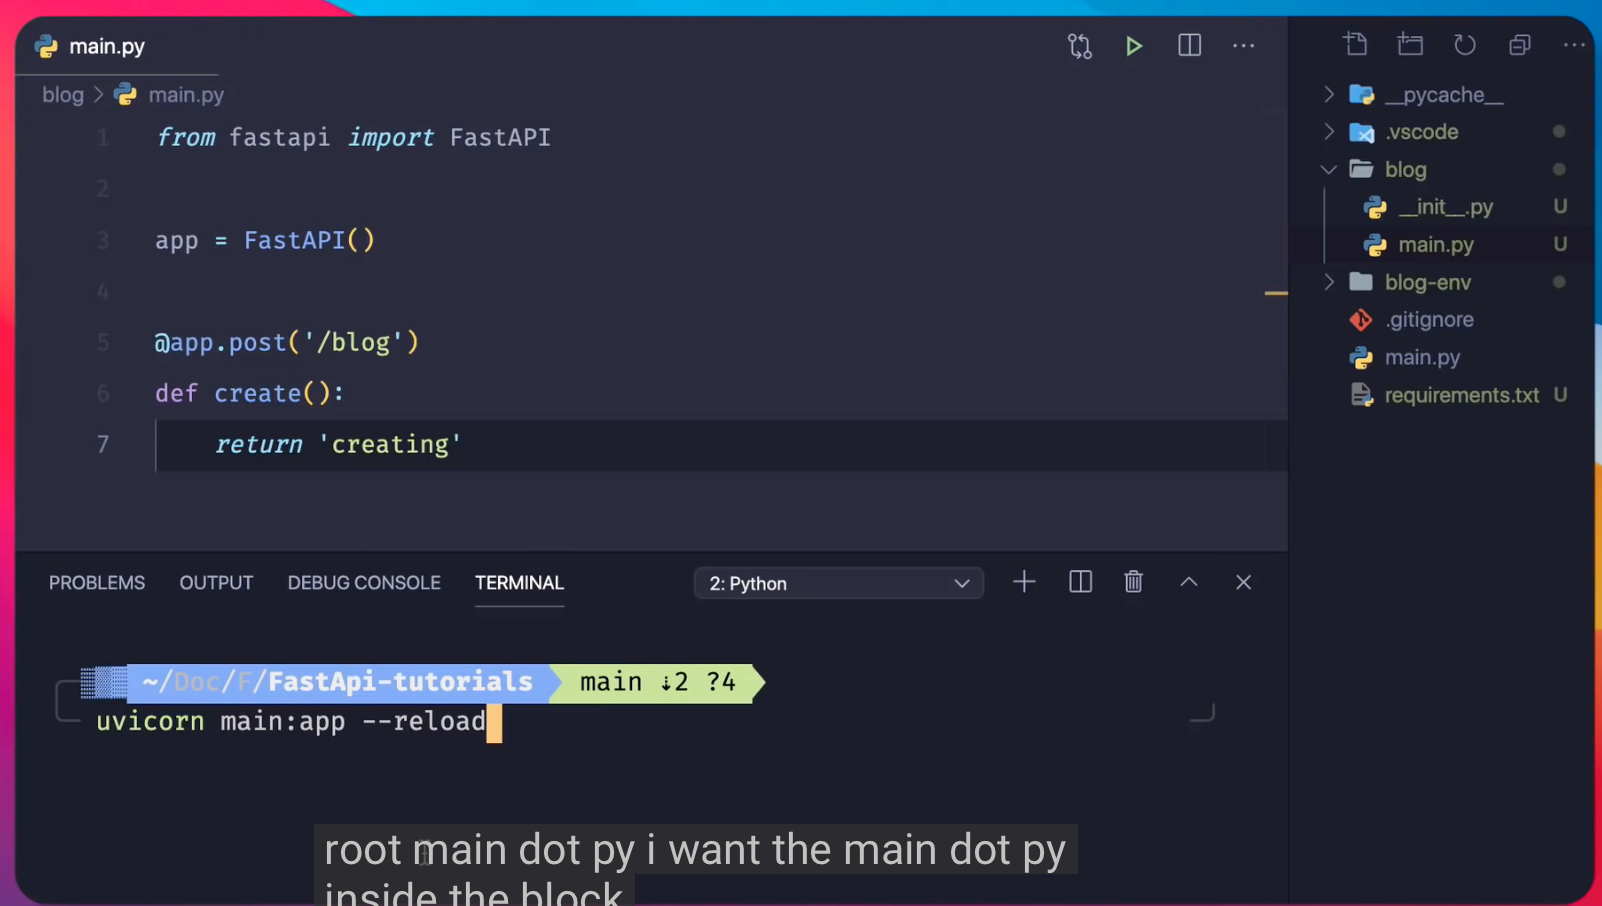 main.py
blog > main.py
1 from fastapi import FastAPI
2
3 app = FastAPI()
4
5 @app.post('/blog')
6 def create():
7 return 'creating'
__pycache__
.vscode
blog
__init__.py U
main.py U
blog-env
.gitignore
main.py
requirements.txt U
PROBLEMS OUTPUT DEBUG CONSOLE TERMINAL 2: Python
~/Doc/F/FastApi-tutorials main ⇣2 ?4
uvicorn main:app --reload
root main dot py i want the main dot py
inside the block